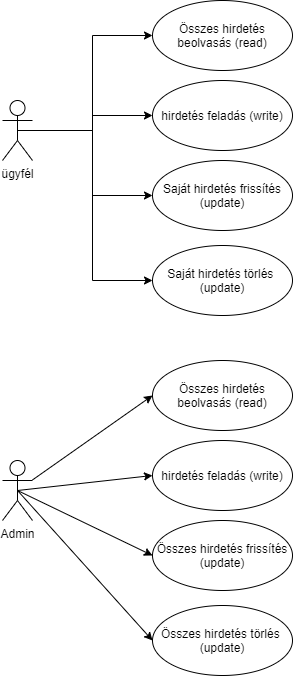 Összes hirdetés
beolvasás (read)
hirdetés feladás (write)
ügyfél
Saját hirdetés frissítés
(update)
Saját hirdetés törlés
(update)
Összes hirdetés
beolvasás (read)
hirdetés feladás (write)
Admin
Összes hirdetés frissítés
(update)
Összes hirdetés törlés
(update)